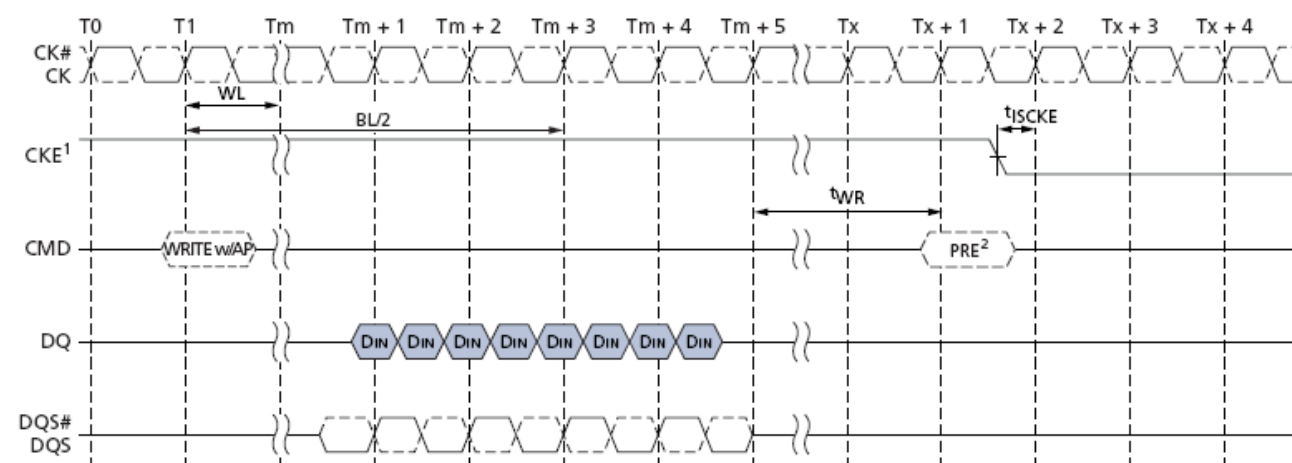 T0 T1 Tm Tm + 1 Tm + 2 Tm + 3 Tm + 4 Tm + 5 Tx Tx + 1 Tx + 2 Tx + 3 Tx + 4
CK#
CK
WL
BL/2
tISCKE
CKE1
tWR
CMD WRITE w/AP PRE2
DQ DIN DIN DIN DIN DIN DIN DIN DIN
DQS#
DQS